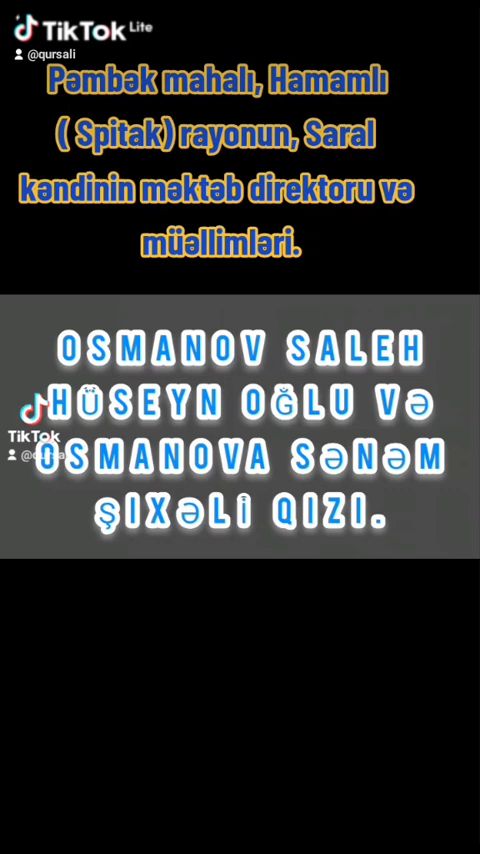 TikTok Lite
@qursali
Pəmbək mahalı, Hamamlı
( Spitak) rayonun, Saral
kəndinin məktəb direktoru və
müəllimləri.
OSMANOV SALEH
HÜSEYN OĞLU Və
OSMANOVA SəNəM
ŞIXəLİ QIZI.
TikTok